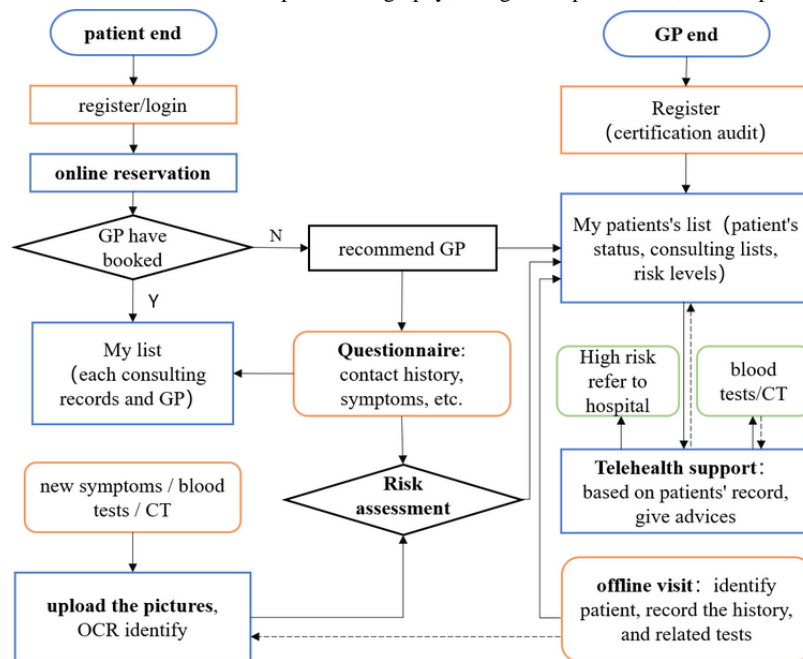 patient end
GP end
register/login
Register
(certification audit)
online reservation
GP have
booked
N
recommend GP
My patients's list (patient's
status, consulting lists,
risk levels)
Y
My list
(each consulting
records and GP)
Questionnaire:
contact history,
symptoms, etc.
High risk
refer to
hospital
blood
tests/CT
new symptoms / blood
tests / CT
Risk
assessment
Telehealth support:
based on patients' record,
give advices
upload the pictures,
OCR identify
offline visit: identify
patient, record the history,
and related tests